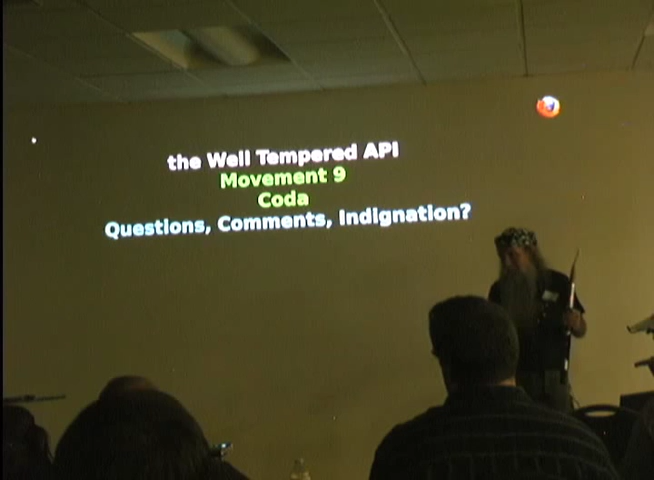 the Well Tempered API
Movement 9
Coda
Questions, Comments, Indignation?